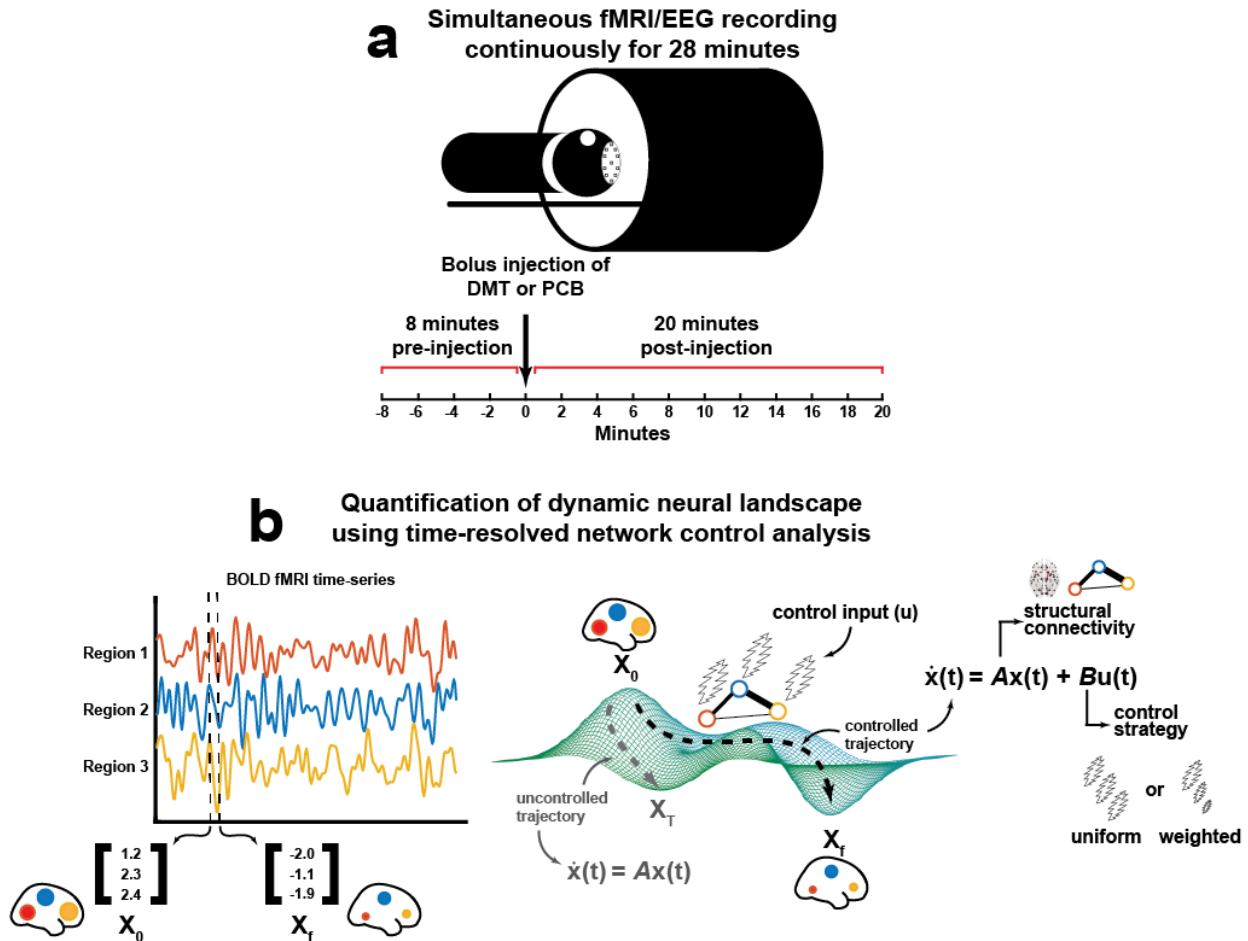 a
Simultaneous fMRI/EEG recording
continuously for 28 minutes
Bolus injection of
DMT or PCB
8 minutes
pre-injection
20 minutes
post-injection
-8 -6 -4 -2 0 2 4 6 8 10 12 14 16 18 20
Minutes
b
Quantification of dynamic neural landscape
using time-resolved network control analysis
BOLD fMRI time-series
Region 1
Region 2
Region 3
[1.2
2.3
2.4]
X₀
[-2.0
-1.1
-1.9]
X_f
X₀
control input (u)
uncontrolled
trajectory
X_T
ẋ(t) = Ax(t)
controlled
trajectory
X_f
structural
connectivity
ẋ(t) = Ax(t) + Bu(t)
control
strategy
or
uniform weighted